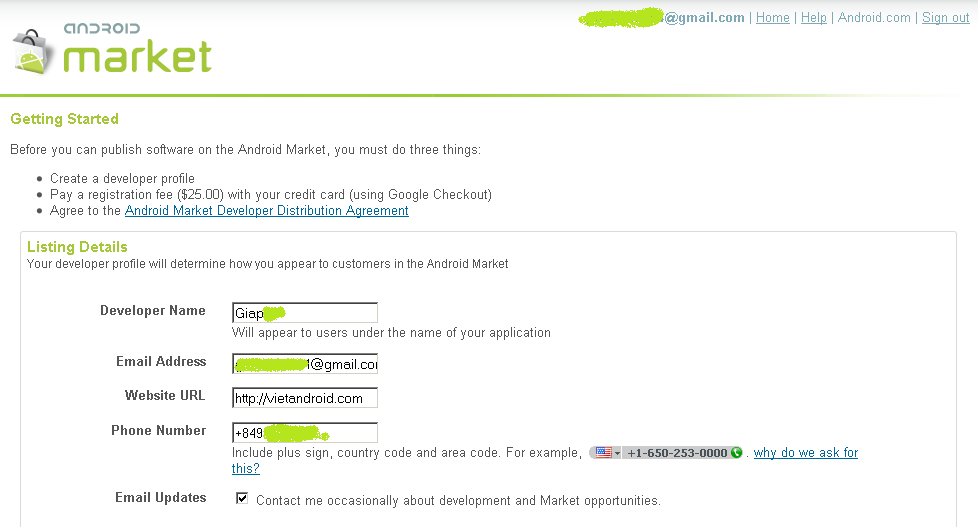 @gmail.com | Home | Help | Android.com | Sign out
ANDROID
market
Getting Started
Before you can publish software on the Android Market, you must do three things:
Create a developer profile
Pay a registration fee ($25.00) with your credit card (using Google Checkout)
Agree to the Android Market Developer Distribution Agreement
Listing Details
Your developer profile will determine how you appear to customers in the Android Market
Developer Name Giap
Will appear to users under the name of your application
Email Address @gmail.co
Website URL http://vietandroid.com
Phone Number +849
Include plus sign, country code and area code. For example, +1-650-253-0000 . why do we ask for
this?
Email Updates Contact me occasionally about development and Market opportunities.